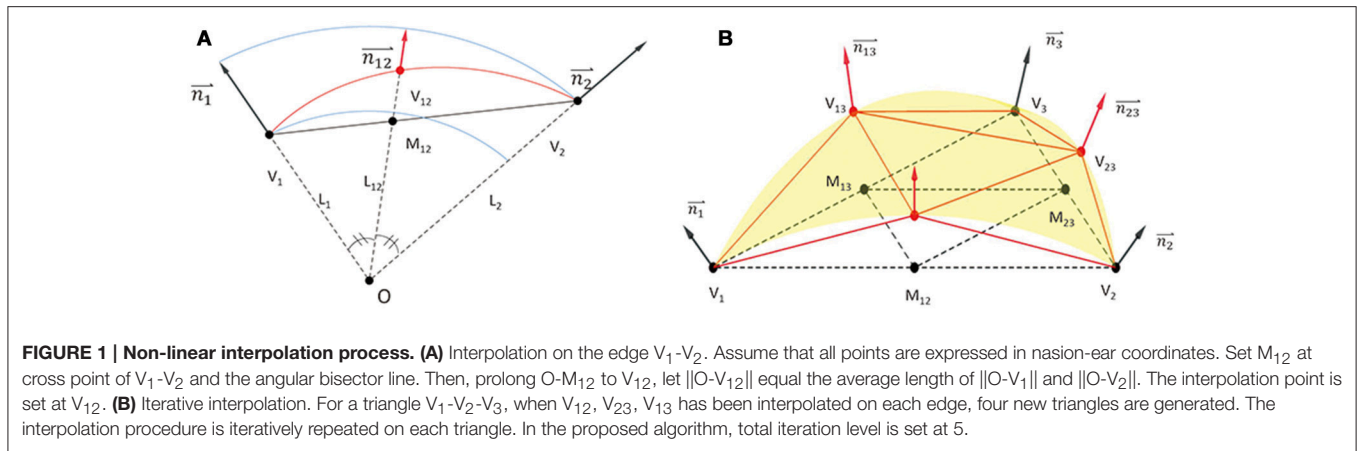 A
B
n₁
n₁₂
n₂
V₁₂
M₁₂
V₁
V₂
L₁
L₁₂
L₂
O
n₁₃
n₃
n₂₃
V₁₃
V₃
V₂₃
M₁₃
M₂₃
n₁
n₂
V₁
M₁₂
V₂
FIGURE 1 | Non-linear interpolation process. (A) Interpolation on the edge V₁-V₂. Assume that all points are expressed in nasion-ear coordinates. Set M₁₂ at
cross point of V₁-V₂ and the angular bisector line. Then, prolong O-M₁₂ to V₁₂, let ||O-V₁₂|| equal the average length of ||O-V₁|| and ||O-V₂||. The interpolation point is
set at V₁₂. (B) Iterative interpolation. For a triangle V₁-V₂-V₃, when V₁₂, V₂₃, V₁₃ has been interpolated on each edge, four new triangles are generated. The
interpolation procedure is iteratively repeated on each triangle. In the proposed algorithm, total iteration level is set at 5.